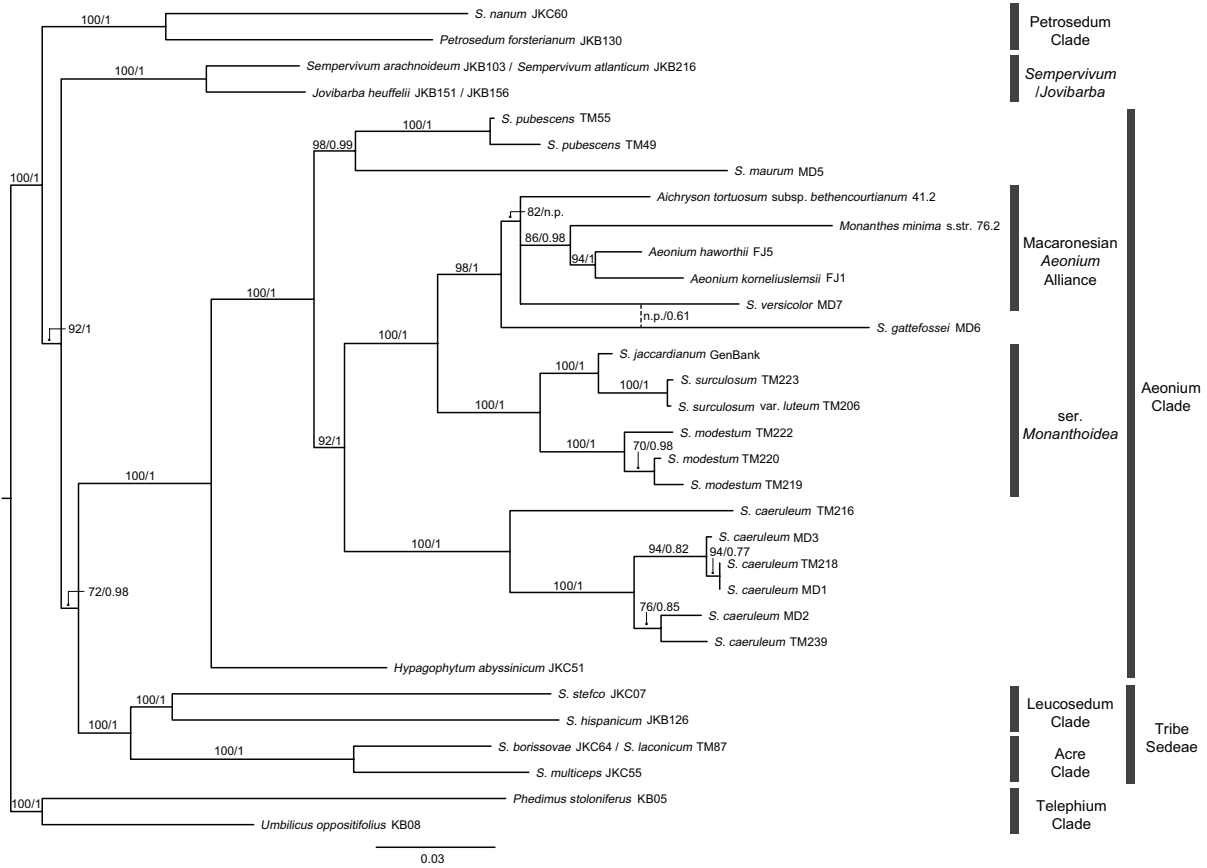 100/1
S. nanum JKC60
Petrosedum forsterianum JKB130
Petrosedum
Clade
100/1
Sempervivum arachnoideum JKB103 / Sempervivum atlanticum JKB216
Jovibarba heuffelii JKB151 / JKB156
Sempervivum
/Jovibarba
100/1
100/1
S. pubescens TM55
S. pubescens TM49
98/0.99
S. maurum MD5
Aichryson tortuosum subsp. bethencourtianum 41.2
82/n.p.
Monanthes minima s.str. 76.2
86/0.98
Aeonium haworthii FJ5
94/1
Aeonium korneliuslemsii FJ1
Macaronesian
Aeonium
Alliance
98/1
100/1
S. versicolor MD7
n.p./0.61
S. gattefossei MD6
92/1
100/1
S. jaccardianum GenBank
100/1
S. surculosum TM223
100/1
S. surculosum var. luteum TM206
100/1
S. modestum TM222
100/1
70/0.98
S. modestum TM220
S. modestum TM219
ser.
Monanthoidea
Aeonium
Clade
92/1
100/1
S. caeruleum TM216
100/1
S. caeruleum MD3
94/0.82
94/0.77
S. caeruleum TM218
S. caeruleum MD1
100/1
76/0.85
S. caeruleum MD2
S. caeruleum TM239
72/0.98
Hypagophytum abyssinicum JKC51
100/1
S. stefco JKC07
S. hispanicum JKB126
Leucosedum
Clade
100/1
100/1
S. borissovae JKC64 / S. laconicum TM87
S. multiceps JKC55
Acre
Clade
Tribe
Sedeae
100/1
Phedimus stoloniferus KB05
Umbilicus oppositifolius KB08
Telephium
Clade
0.03